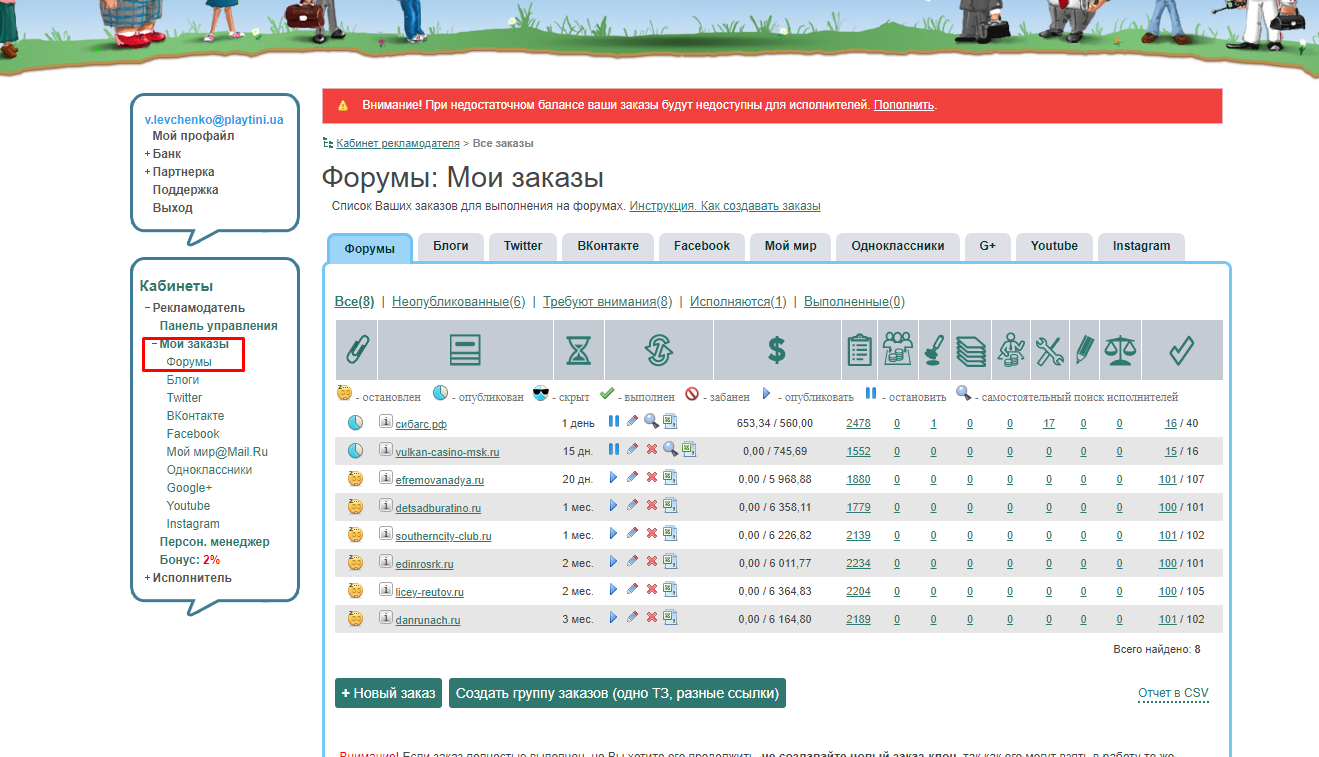 v.levchenko@playtini.ua
Мой профайл
+ Банк
+ Партнерка
Поддержка
Выход
Кабинеты
− Рекламодатель
Панель управления
− Мои заказы
Форумы
Блоги
Twitter
ВКонтакте
Facebook
Мой мир@Mail.Ru
Одноклассники
Google+
Youtube
Instagram
Персон. менеджер
Бонус: 2%
+ Исполнитель
Внимание! При недостаточном балансе ваши заказы будут недоступны для исполнителей. Пополнить.
Кабинет рекламодателя > Все заказы
Форумы: Мои заказы
Список Ваших заказов для выполнения на форумах. Инструкция. Как создавать заказы
Форумы Блоги Twitter ВКонтакте Facebook Мой мир Одноклассники G+ Youtube Instagram
Все(8) | Неопубликованные(6) | Требуют внимания(8) | Исполняются(1) | Выполненные(0)
- остановлен - опубликован - скрыт - выполнен - забанен - опубликовать - остановить - самостоятельный поиск исполнителей
сибагс.рф 1 день 653,34 / 560,00 2478 0 1 0 0 17 0 0 16 / 40
vulkan-casino-msk.ru 15 дн. 0,00 / 745,69 1552 0 0 0 0 0 0 0 15 / 16
efremovanadya.ru 20 дн. 0,00 / 5 968,88 1880 0 0 0 0 0 0 0 101 / 107
detsadburatino.ru 1 мес. 0,00 / 6 358,11 1779 0 0 0 0 0 0 0 100 / 101
southerncity-club.ru 1 мес. 0,00 / 6 226,82 2139 0 0 0 0 0 0 0 101 / 102
edinrosrk.ru 2 мес. 0,00 / 6 011,77 2234 0 0 0 0 0 0 0 100 / 101
licey-reutov.ru 2 мес. 0,00 / 6 364,83 2204 0 0 0 0 0 0 0 100 / 105
danrunach.ru 3 мес. 0,00 / 6 164,80 2189 0 0 0 0 0 0 0 101 / 102
Всего найдено: 8
+ Новый заказ Создать группу заказов (одно ТЗ, разные ссылки) Отчет в CSV
Внимание! Если заказ полностью выполнен, но Вы хотите его продолжить, не создавайте новый заказ-клон, так как его могут взять в работу те же